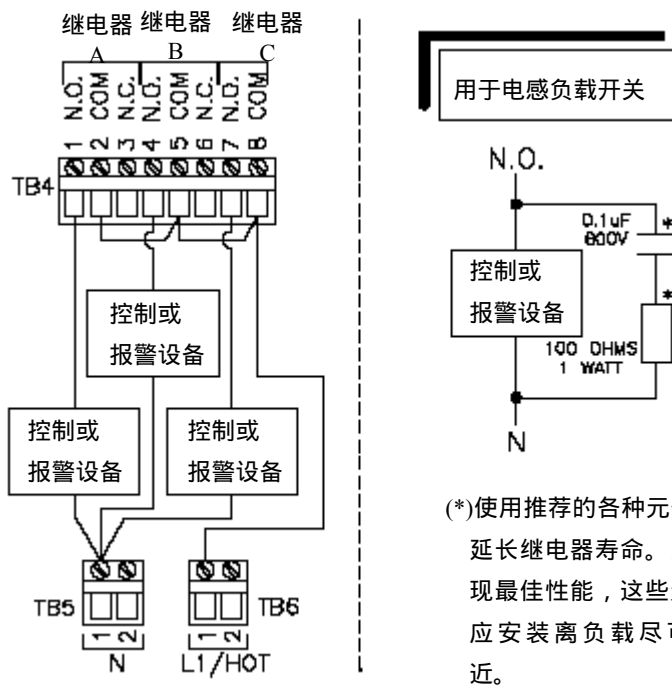 继电器 继电器 继电器
A B C
N.O. COM N.C. N.O. COM N.C. N.O. COM
1 2 3 4 5 6 7 8
TB4
控制或
报警设备
控制或
报警设备
控制或
报警设备
TB5
1 2
N
TB6
1 2
L1/HOT
用于电感负载开关
N.O.
0.1uF
600V
*
控制或
报警设备
*
100 OHMS
1 WATT
N
(*)使用推荐的各种元
延长继电器寿命。
现最佳性能，这些
应安装离负载尽可
近。